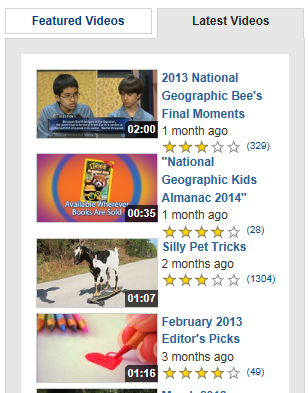 Featured Videos
Latest Videos
02:00
2013 National
Geographic Bee's
Final Moments
1 month ago
(329)
Available Wherever
Books Are Sold
00:35
"National
Geographic Kids
Almanac 2014"
1 month ago
(28)
01:07
Silly Pet Tricks
2 months ago
(1304)
01:16
February 2013
Editor's Picks
3 months ago
(49)